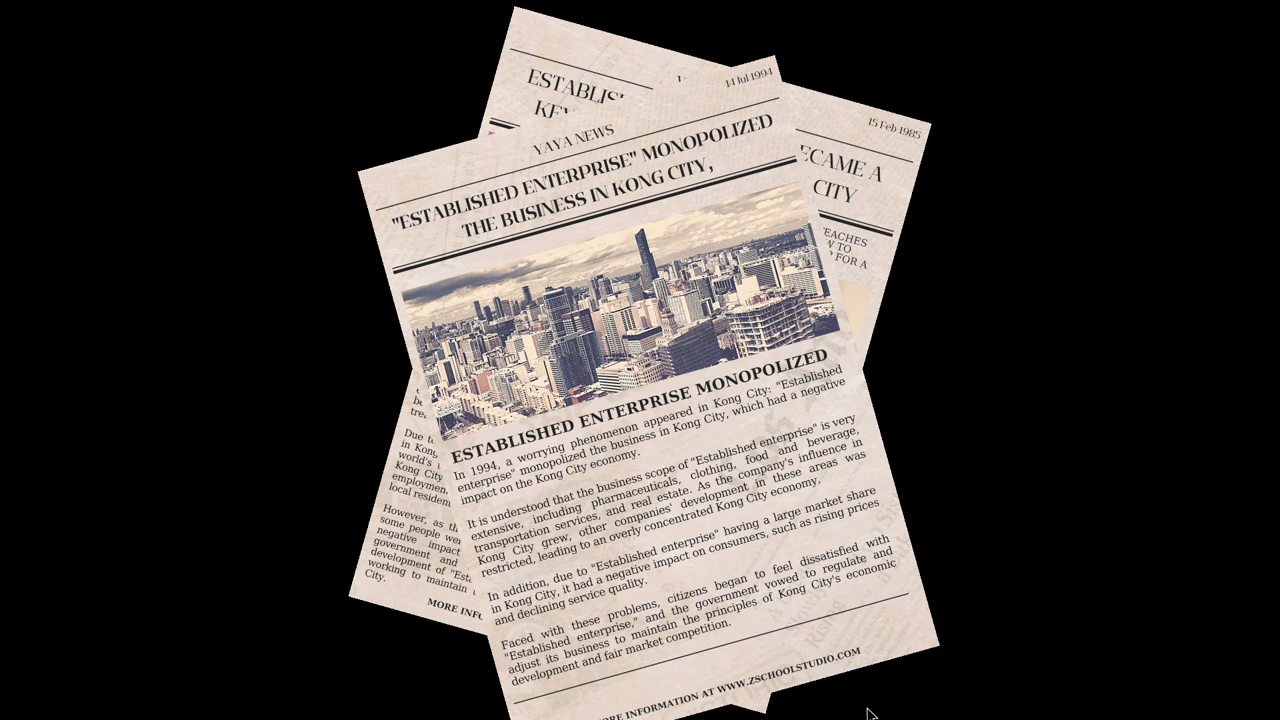 14 Jul 1994
YAYA NEWS
"ESTABLISHED ENTERPRISE" MONOPOLIZED
THE BUSINESS IN KONG CITY,
ESTABLISHED ENTERPRISE MONOPOLIZED
In 1994, a worrying phenomenon appeared in Kong City: "Established
enterprise" monopolized the business in Kong City, which had a negative
impact on the Kong City economy.
It is understood that the business scope of "Established enterprise" is very
extensive, including pharmaceuticals, clothing, food and beverage,
transportation services, and real estate. As the company's influence in
Kong City grew, other companies' development in these areas was
restricted, leading to an overly concentrated Kong City economy.
In addition, due to "Established enterprise" having a large market share
in Kong City, it had a negative impact on consumers, such as rising prices
and declining service quality.
Faced with these problems, citizens began to feel dissatisfied with
"Established enterprise," and the government vowed to regulate and
adjust its business to maintain the principles of Kong City's economic
development and fair market competition.
INFORMATION AT WWW.ZSCHOOLSTUDIO.COM
15 Feb 1985
A
CITY
TO
FOR A
Due
in Kong
world's
Kong City
employmen
local residen
However, as
some people
negative impact
government and
development of
working to maintain
City.
MORE